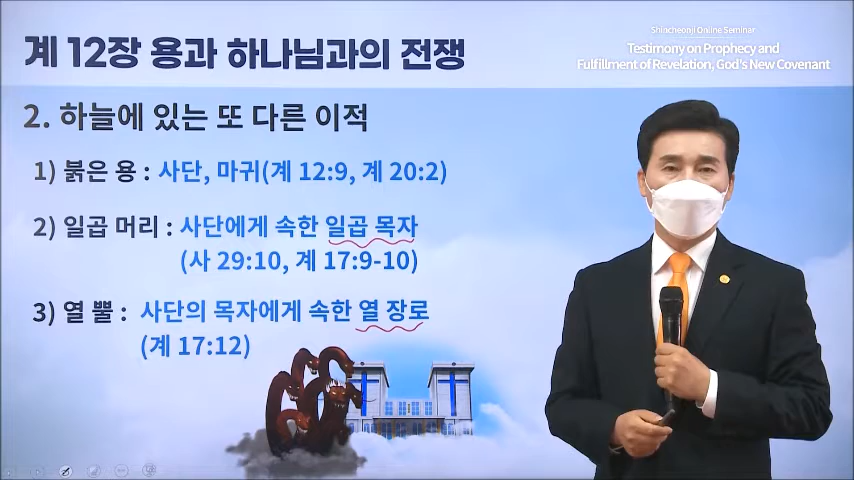 계 12장 용과 하나님과의 전쟁
Shincheonji Online Seminar
Testimony on Prophecy and
Fulfillment of Revelation, God's New Covenant
2. 하늘에 있는 또 다른 이적
1) 붉은 용 : 사단, 마귀(계 12:9, 계 20:2)
2) 일곱 머리 : 사단에게 속한 일곱 목자
(사 29:10, 계 17:9-10)
3) 열 뿔 : 사단의 목자에게 속한 열 장로
(계 17:12)